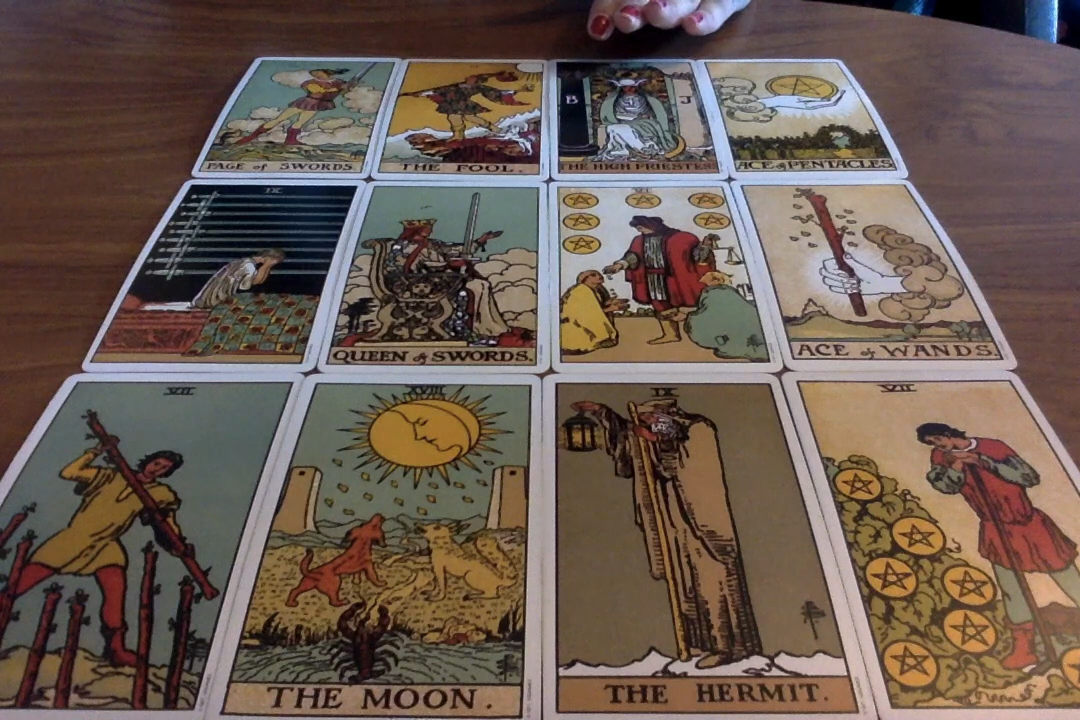 PAGE of SWORDS.
THE FOOL.
B J
THE HIGH PRIESTESS
ACE of PENTACLES
IX
QUEEN of SWORDS.
VI
ACE of WANDS.
VII
XVIII
THE MOON.
IX
THE HERMIT.
VII